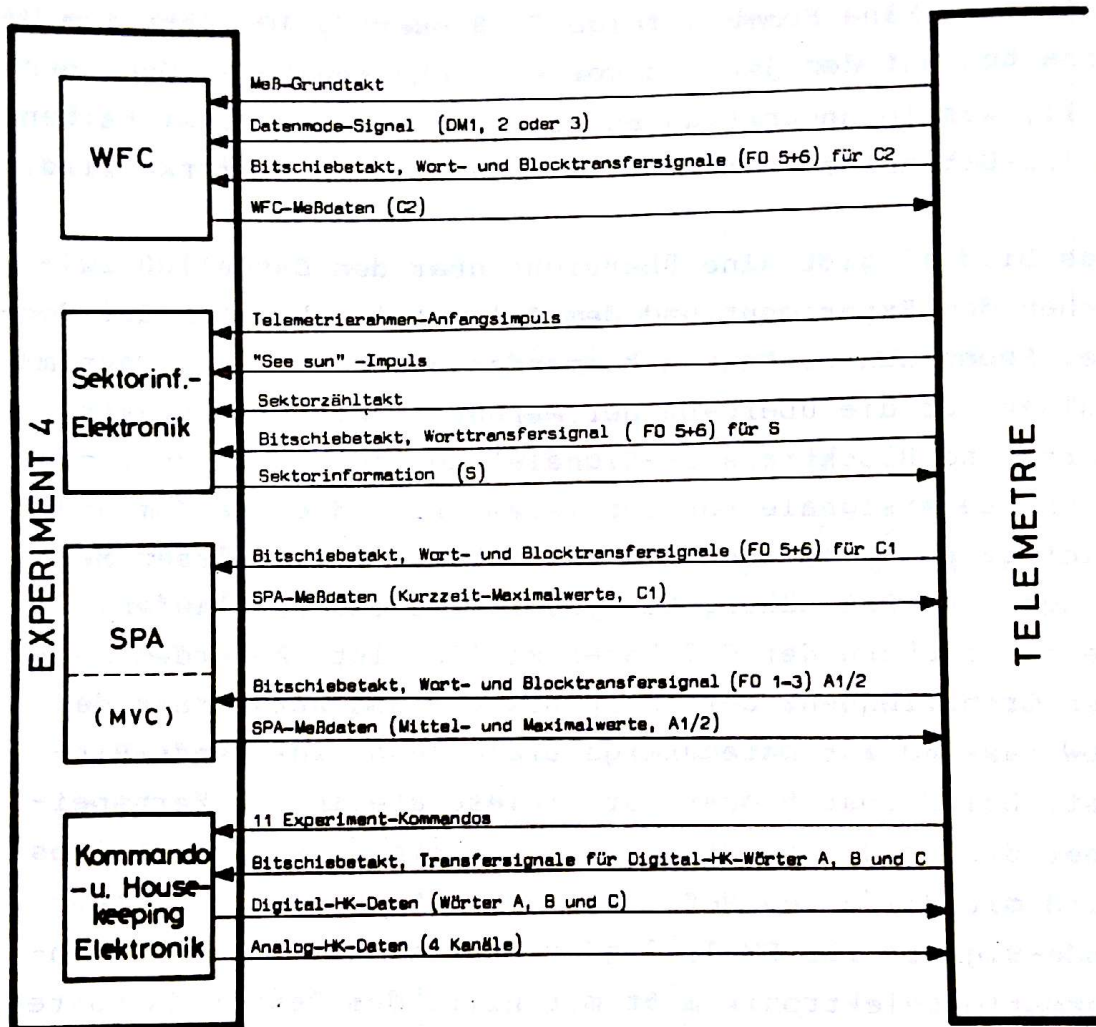 EXPERIMENT 4
WFC
Meß-Grundtakt
Datenmode-Signal (DM1, 2 oder 3)
Bitschiebetakt, Wort- und Blocktransfersignale (FO 5+6) für C2
WFC-Meßdaten (C2)
Sektorinf.-
Elektronik
Telemetrierahmen-Anfangsimpuls
"See sun" -Impuls
Sektorzähltakt
Bitschiebetakt, Worttransfersignal ( FO 5+6) für S
Sektorinformation (S)
SPA
(MVC)
Bitschiebetakt, Wort- und Blocktransfersignale (FO 5+6) für C1
SPA-Meßdaten (Kurzzeit-Maximalwerte, C1)
Bitschiebetakt, Wort- und Blocktransfersignal (FO 1-3) A1/2
SPA-Meßdaten (Mittel- und Maximalwerte, A1/2)
Kommando
-u. House-
keeping
Elektronik
11 Experiment-Kommandos
Bitschiebetakt, Transfersignale für Digital-HK-Wörter A, B und C
Digital-HK-Daten (Wörter A, B und C)
Analog-HK-Daten (4 Kanäle)
TELEMETRIE